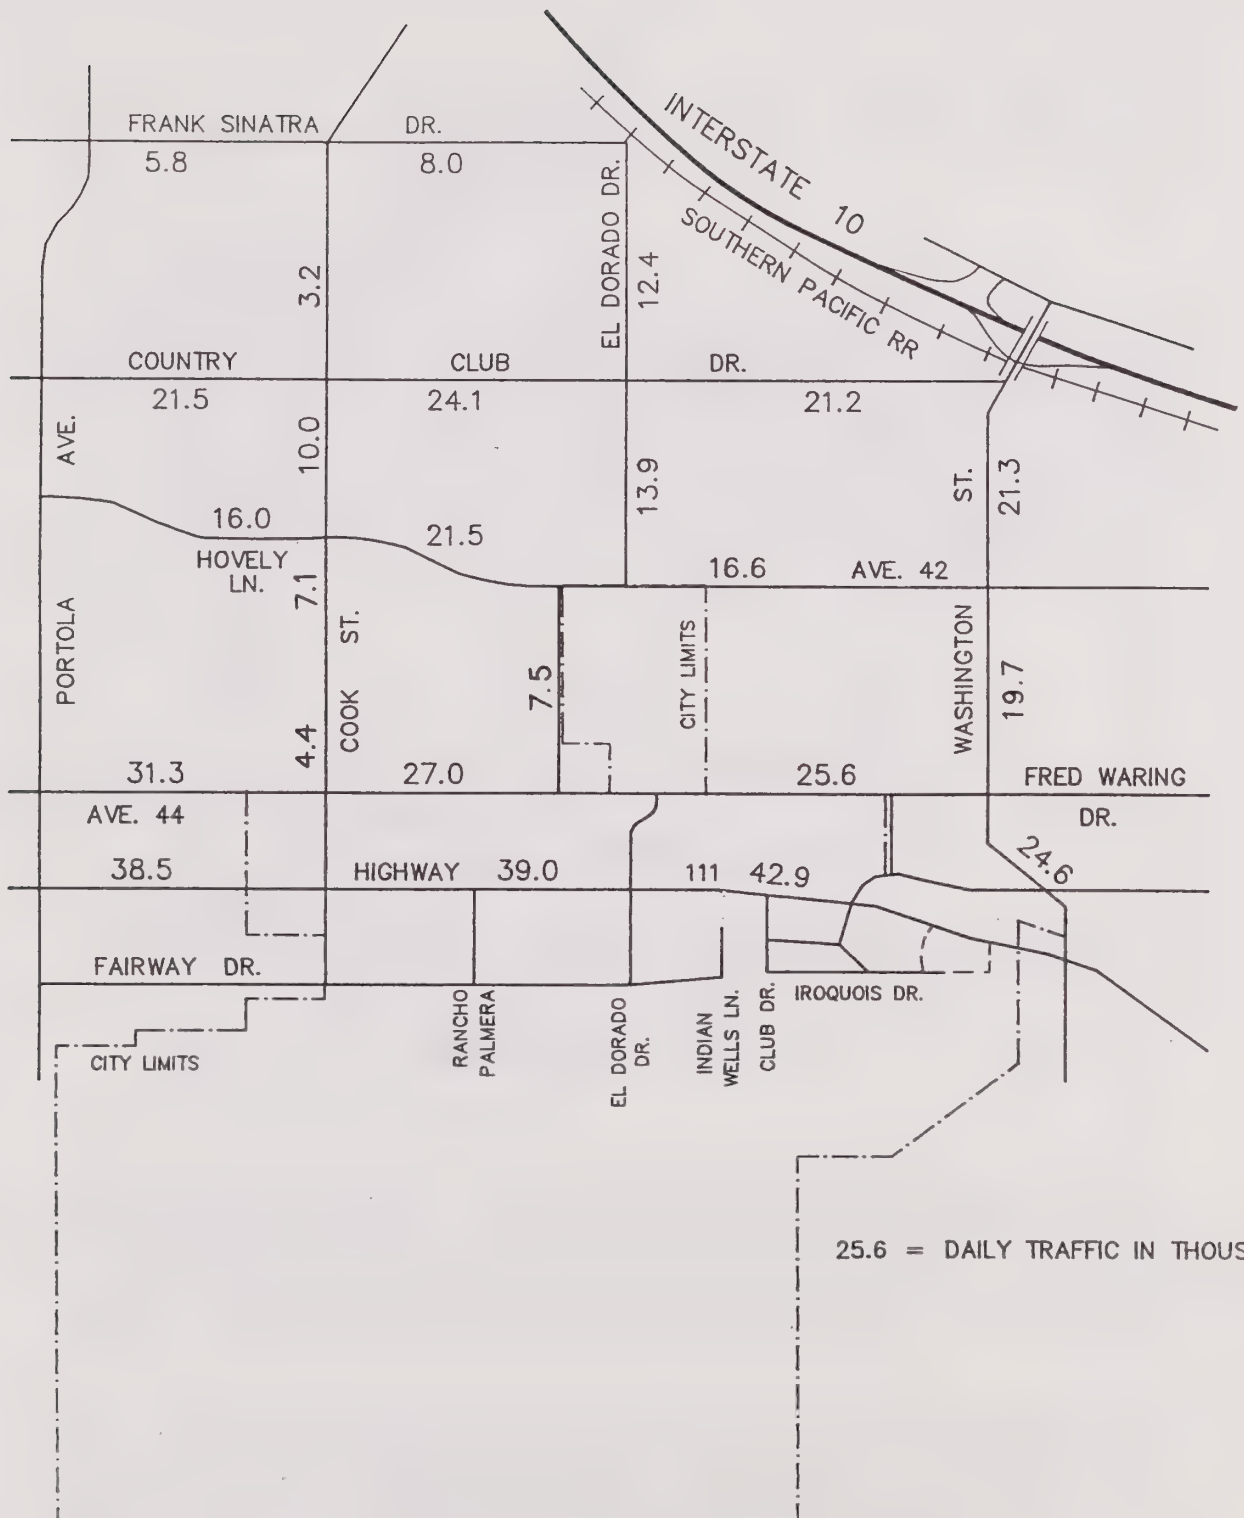 FRANK SINATRA DR.
5.8
8.0
INTERSTATE 10
SOUTHERN PACIFIC RR
EL DORADO DR.
3.2
12.4
COUNTRY CLUB DR.
21.5
24.1
21.2
AVE.
10.0
13.9
ST.
21.3
16.0
21.5
HOVELY
LN.
16.6
AVE. 42
7.1
PORTOLA
COOK ST.
7.5
CITY LIMITS
WASHINGTON
19.7
4.4
31.3
27.0
25.6
FRED WARING
DR.
AVE. 44
38.5
HIGHWAY 39.0 111 42.9
24.6
FAIRWAY DR.
RANCHO
PALMERA
EL DORADO
DR.
INDIAN
WELLS LN.
CLUB DR.
IROQUOIS DR.
CITY LIMITS
25.6 = DAILY TRAFFIC IN THOUS